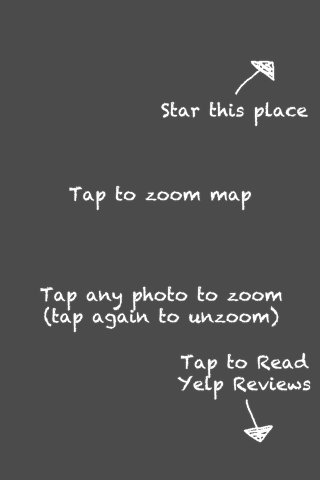 Star this place
Tap to zoom map
Tap any photo to zoom
(tap again to unzoom)
Tap to Read
Yelp Reviews